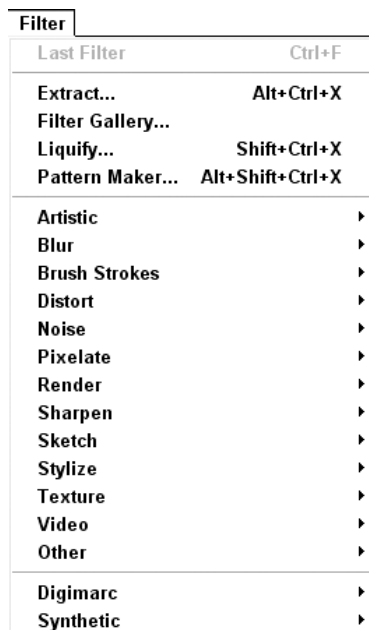 Filter
Last Filter Ctrl+F
Extract... Alt+Ctrl+X
Filter Gallery...
Liquify... Shift+Ctrl+X
Pattern Maker... Alt+Shift+Ctrl+X
Artistic
Blur
Brush Strokes
Distort
Noise
Pixelate
Render
Sharpen
Sketch
Stylize
Texture
Video
Other
Digimarc
Synthetic